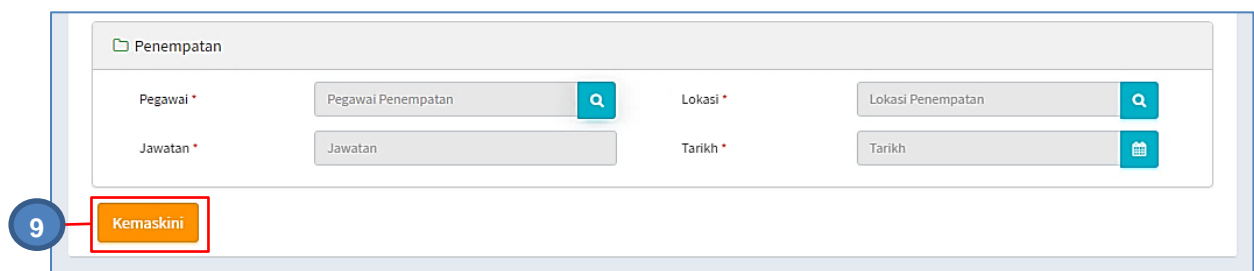 Penempatan
Pegawai * Pegawai Penempatan Lokasi * Lokasi Penempatan
Jawatan * Jawatan Tarikh * Tarikh
9 Kemaskini